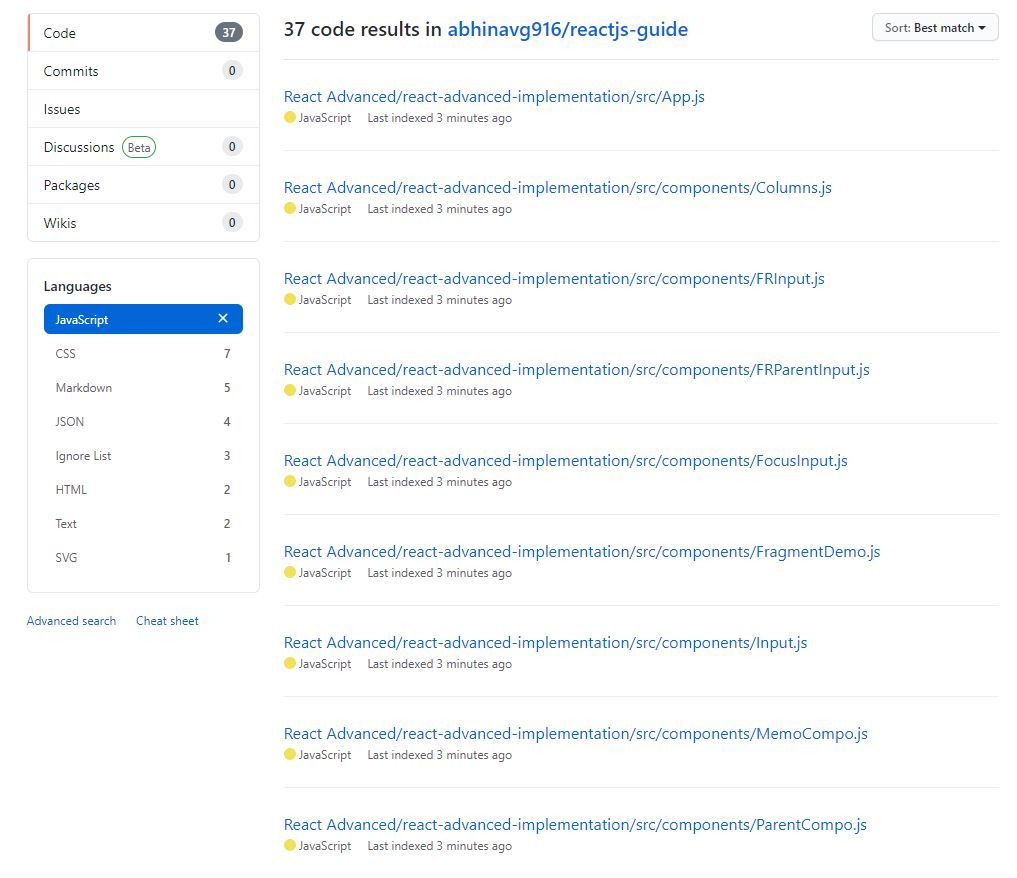 Code 37
Commits 0
Issues
Discussions Beta 0
Packages 0
Wikis 0
Languages
JavaScript ✕
CSS 7
Markdown 5
JSON 4
Ignore List 3
HTML 2
Text 2
SVG 1
Advanced search Cheat sheet
37 code results in abhinavg916/reactjs-guide
Sort: Best match
React Advanced/react-advanced-implementation/src/App.js
JavaScript Last indexed 3 minutes ago
React Advanced/react-advanced-implementation/src/components/Columns.js
JavaScript Last indexed 3 minutes ago
React Advanced/react-advanced-implementation/src/components/FRInput.js
JavaScript Last indexed 3 minutes ago
React Advanced/react-advanced-implementation/src/components/FRParentInput.js
JavaScript Last indexed 3 minutes ago
React Advanced/react-advanced-implementation/src/components/FocusInput.js
JavaScript Last indexed 3 minutes ago
React Advanced/react-advanced-implementation/src/components/FragmentDemo.js
JavaScript Last indexed 3 minutes ago
React Advanced/react-advanced-implementation/src/components/Input.js
JavaScript Last indexed 3 minutes ago
React Advanced/react-advanced-implementation/src/components/MemoCompo.js
JavaScript Last indexed 3 minutes ago
React Advanced/react-advanced-implementation/src/components/ParentCompo.js
JavaScript Last indexed 3 minutes ago